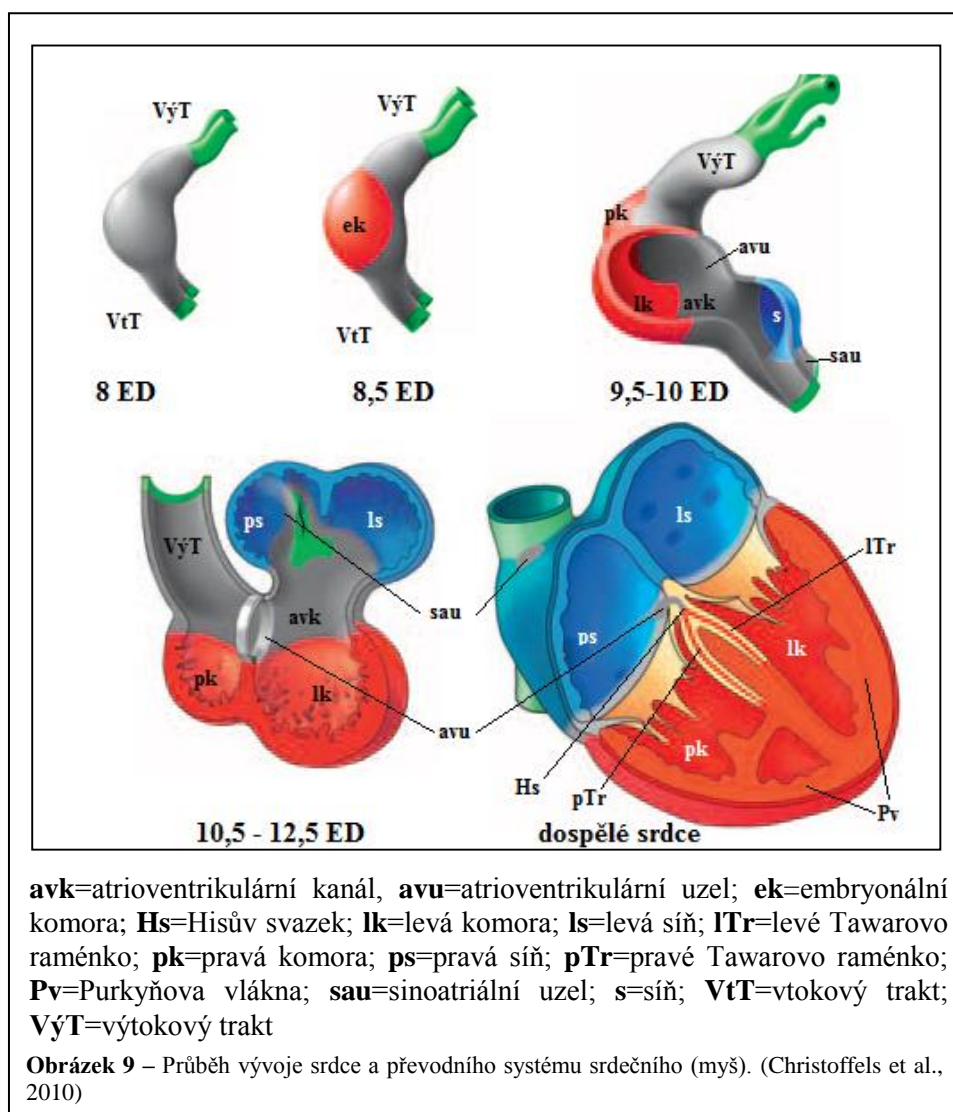 VýT
VýT
VýT
ek
pk
avu
lk
avk
s
sau
VtT
VtT
8 ED
8,5 ED
9,5-10 ED
ps
ls
ls
VýT
lTr
sau
avk
ps
lk
pk
lk
avu
pk
Hs
pTr
Pv
10,5 - 12,5 ED
dospělé srdce
avk=atrioventrikulární kanál, avu=atrioventrikulární uzel; ek=embryonální
komora; Hs=Hisův svazek; lk=levá komora; ls=levá síň; lTr=levé Tawarovo
raménko; pk=pravá komora; ps=pravá síň; pTr=pravé Tawarovo raménko;
Pv=Purkyňova vlákna; sau=sinoatriální uzel; s=síň; VtT=vtokový trakt;
VýT=výtokový trakt
Obrázek 9 – Průběh vývoje srdce a převodního systému srdečního (myš). (Christoffels et al.,
2010)